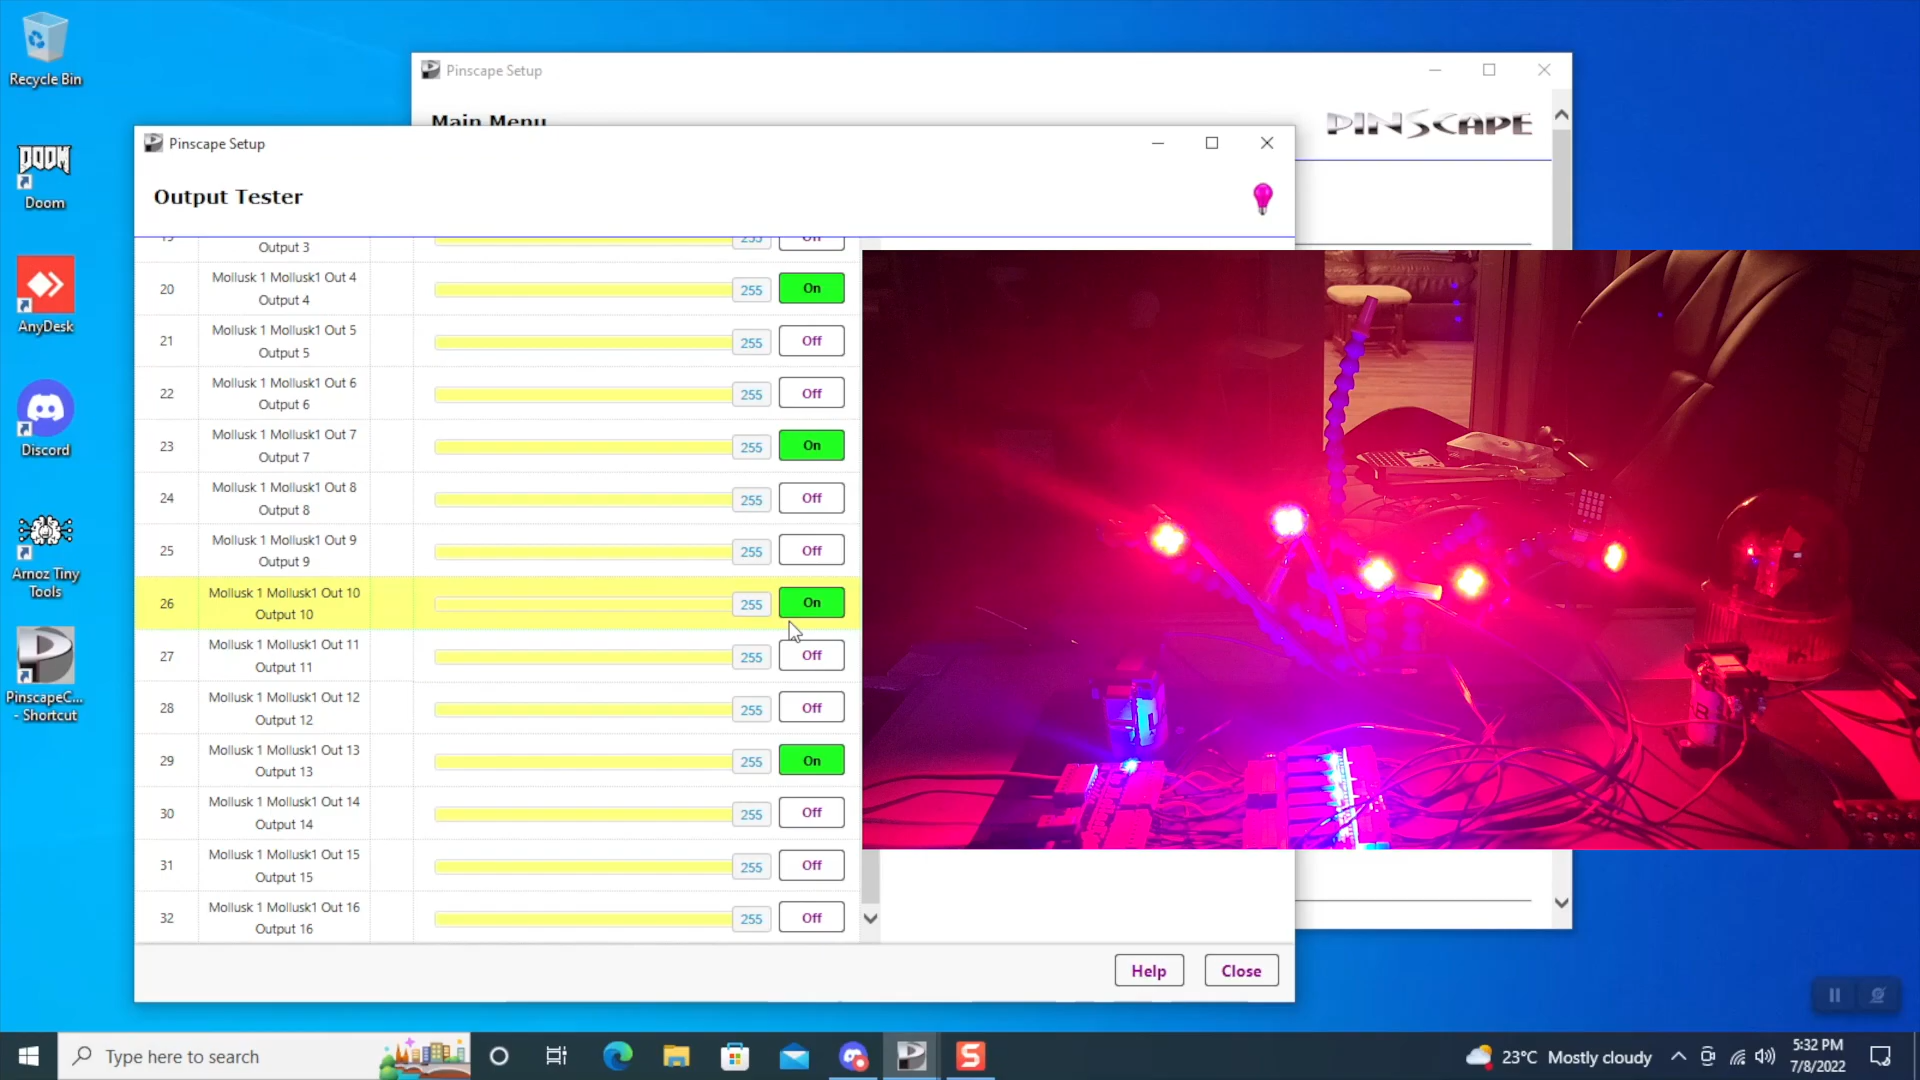 Recycle Bin
Doom
AnyDesk
Discord
Arnoz Tiny
Tools
PinscapeC...
- Shortcut
Pinscape Setup
Main Menu
PINSCAPE
Pinscape Setup
Output Tester
19 Output 3 255 Off
20 Mollusk 1 Mollusk1 Out 4 255 On
Output 4
21 Mollusk 1 Mollusk1 Out 5 255 Off
Output 5
22 Mollusk 1 Mollusk1 Out 6 255 Off
Output 6
23 Mollusk 1 Mollusk1 Out 7 255 On
Output 7
24 Mollusk 1 Mollusk1 Out 8 255 Off
Output 8
25 Mollusk 1 Mollusk1 Out 9 255 Off
Output 9
26 Mollusk 1 Mollusk1 Out 10 255 On
Output 10
27 Mollusk 1 Mollusk1 Out 11 255 Off
Output 11
28 Mollusk 1 Mollusk1 Out 12 255 Off
Output 12
29 Mollusk 1 Mollusk1 Out 13 255 On
Output 13
30 Mollusk 1 Mollusk1 Out 14 255 Off
Output 14
31 Mollusk 1 Mollusk1 Out 15 255 Off
Output 15
32 Mollusk 1 Mollusk1 Out 16 255 Off
Output 16
Help Close
Type here to search
23°C Mostly cloudy
5:32 PM
7/8/2022